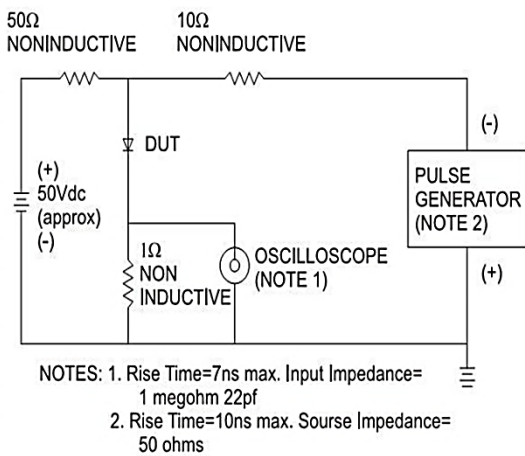 50Ω
NONINDUCTIVE
10Ω
NONINDUCTIVE
(+)
50Vdc
(approx)
(-)
DUT
1Ω
NON
INDUCTIVE
OSCILLOSCOPE
(NOTE 1)
(-)
PULSE
GENERATOR
(NOTE 2)
(+)
NOTES: 1. Rise Time=7ns max. Input Impedance=
1 megohm 22pf
2. Rise Time=10ns max. Sourse Impedance=
50 ohms